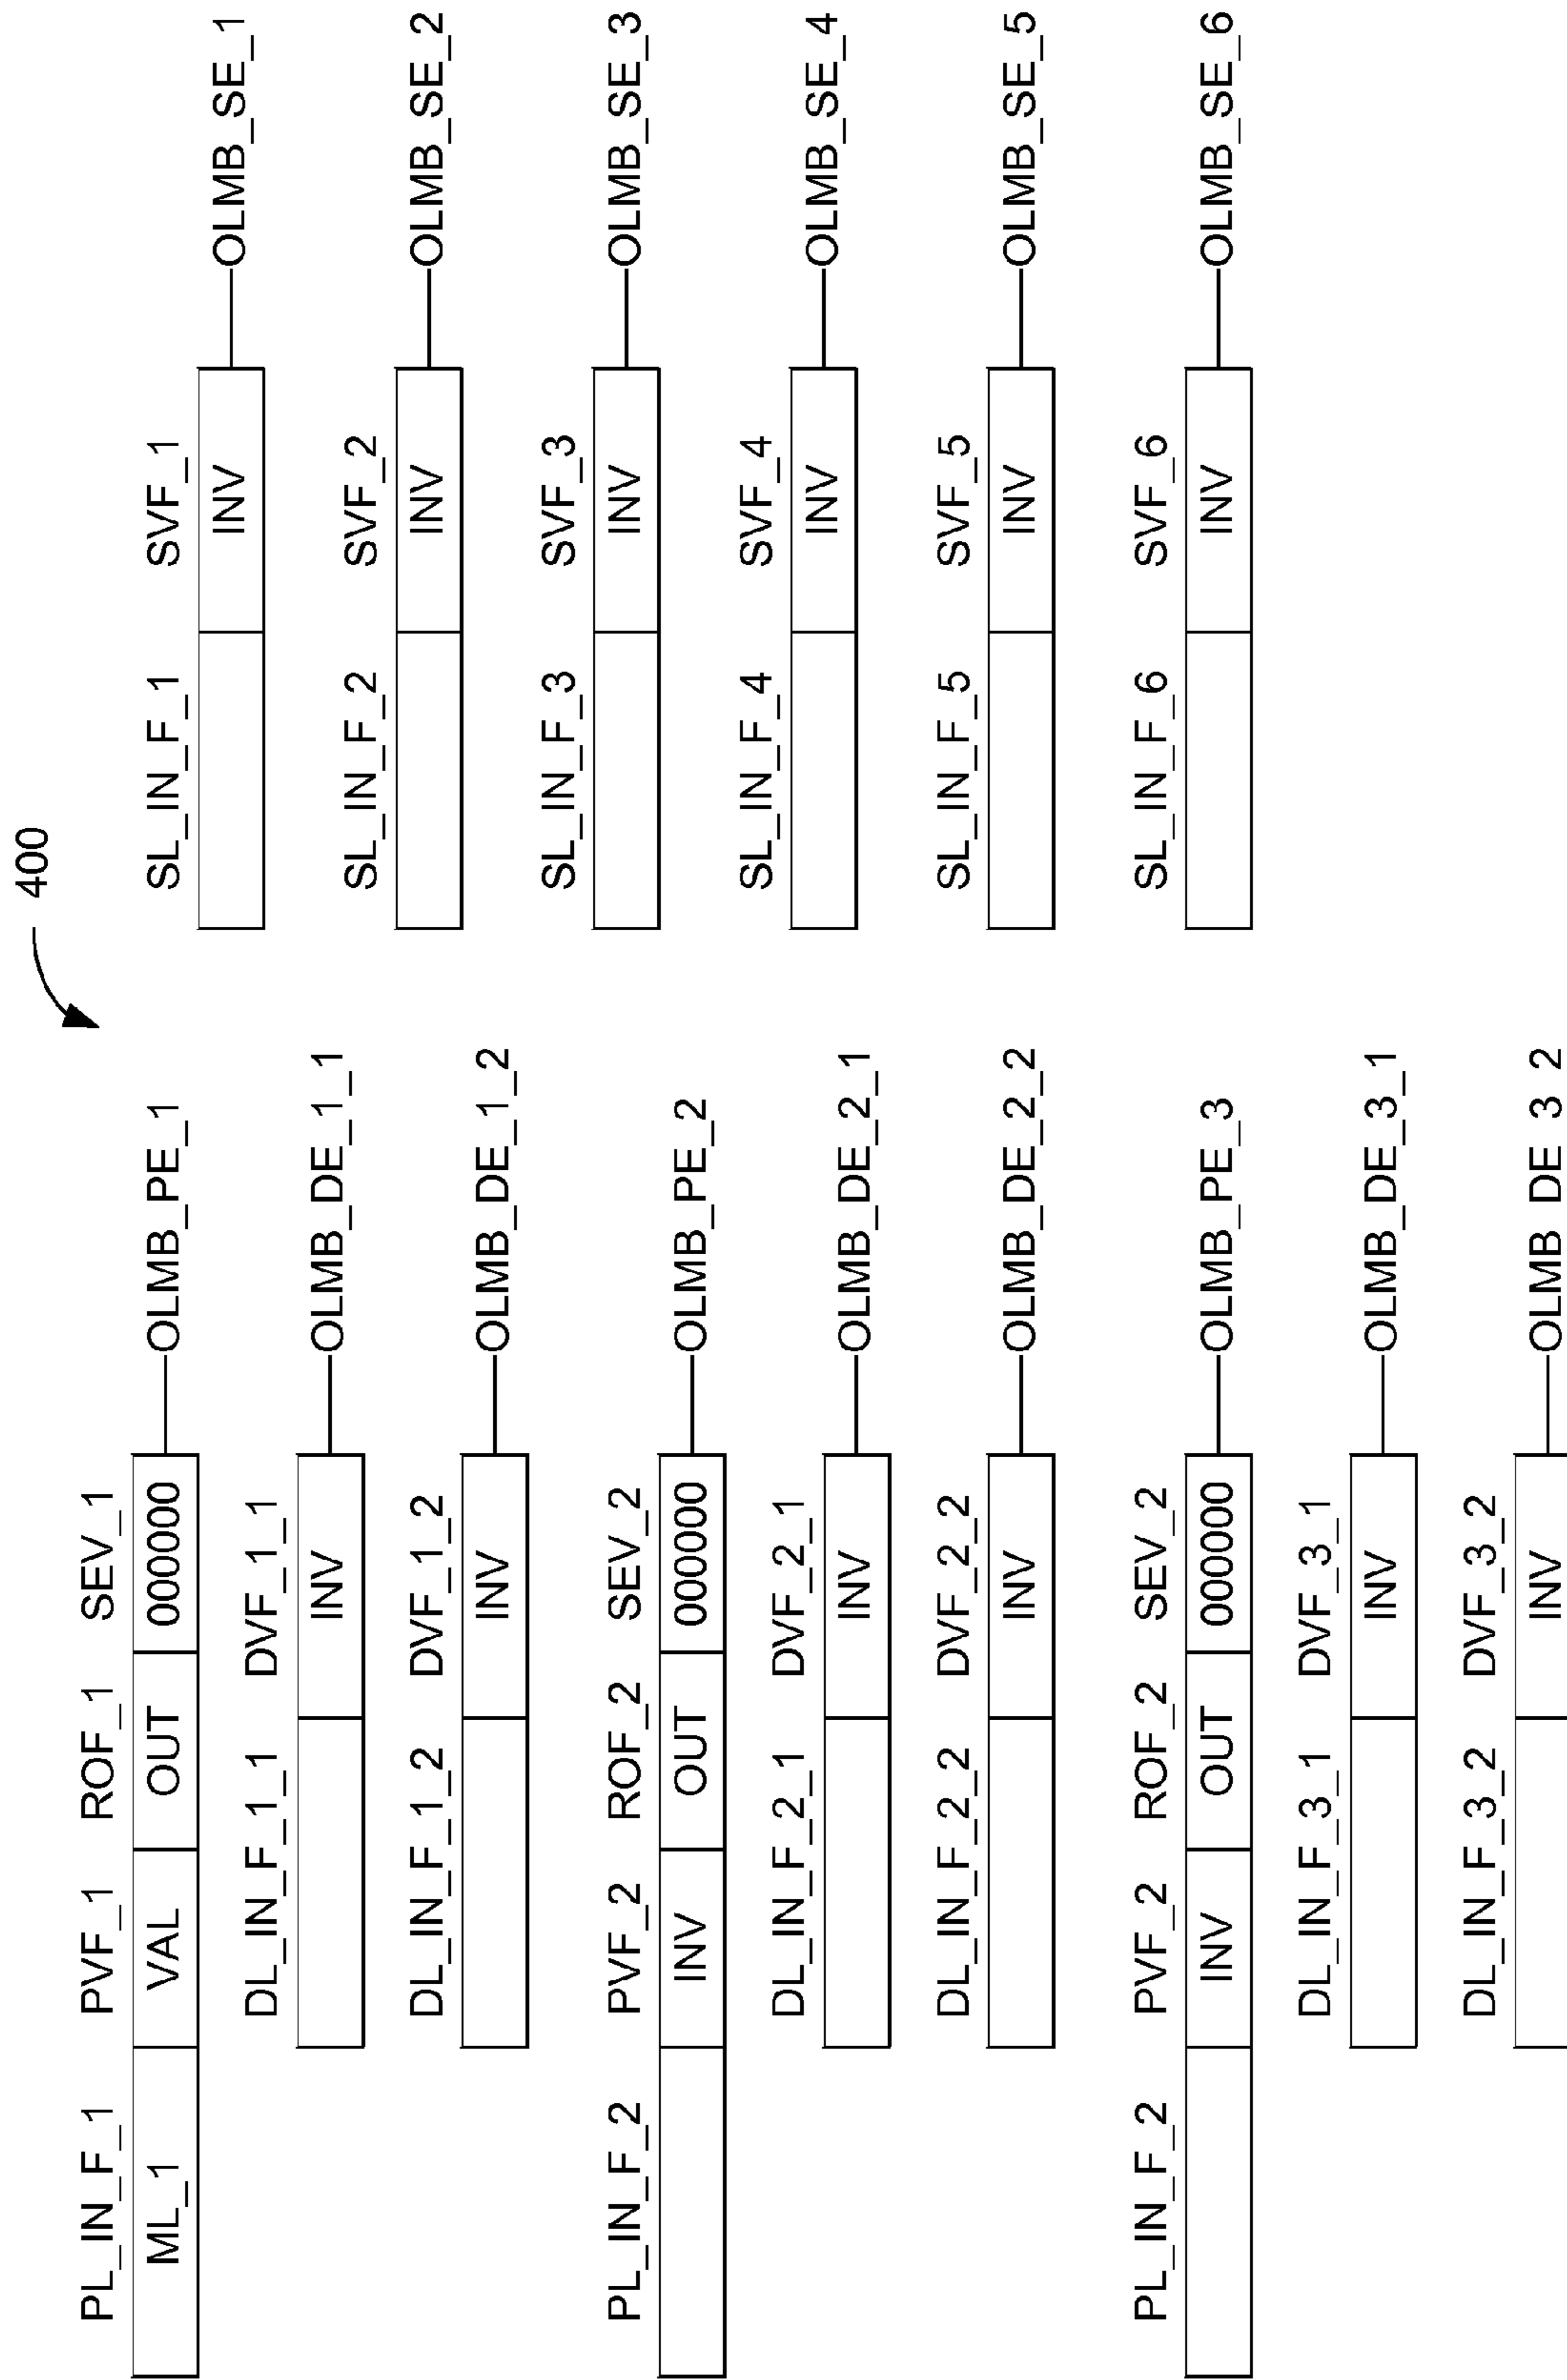 400
PL_IN_F_1 PVF_1 ROF_1 SEV_1
ML_1 VAL OUT 000000 OLMB_PE_1
DL_IN_F_1_1 DVF_1_1
INV OLMB_DE_1_1
DL_IN_F_1_2 DVF_1_2
INV OLMB_DE_1_2
PL_IN_F_2 PVF_2 ROF_2 SEV_2
INV OUT 000000 OLMB_PE_2
DL_IN_F_2_1 DVF_2_1
INV OLMB_DE_2_1
DL_IN_F_2_2 DVF_2_2
INV OLMB_DE_2_2
PL_IN_F_2 PVF_2 ROF_2 SEV_2
INV OUT 000000 OLMB_PE_3
DL_IN_F_3_1 DVF_3_1
INV OLMB_DE_3_1
DL_IN_F_3_2 DVF_3_2
INV OLMB_DE_3_2
SL_IN_F_1 SVF_1
INV OLMB_SE_1
SL_IN_F_2 SVF_2
INV OLMB_SE_2
SL_IN_F_3 SVF_3
INV OLMB_SE_3
SL_IN_F_4 SVF_4
INV OLMB_SE_4
SL_IN_F_5 SVF_5
INV OLMB_SE_5
SL_IN_F_6 SVF_6
INV OLMB_SE_6